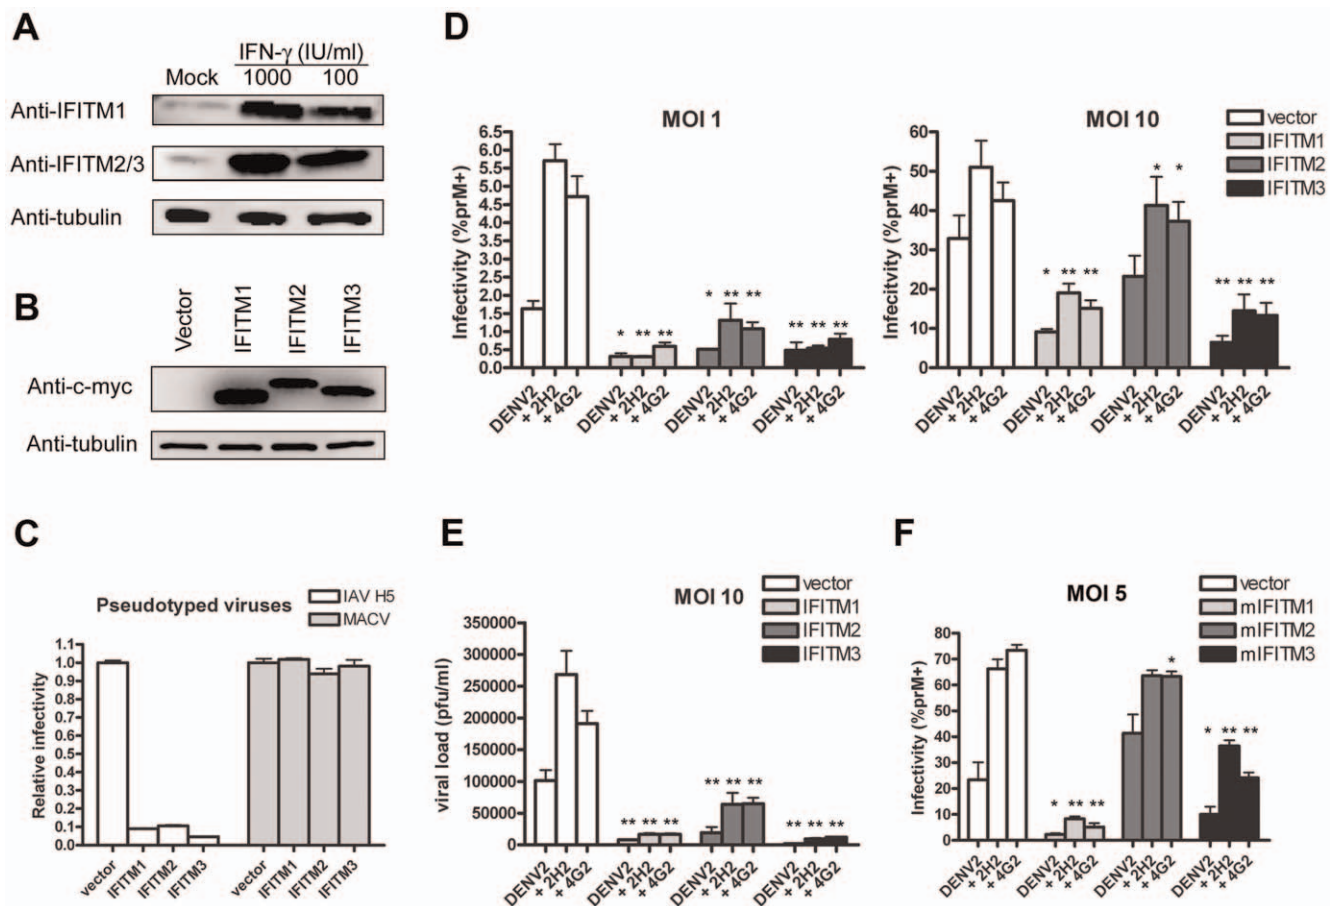 A
IFN-γ (IU/ml)
Mock 1000 100
Anti-IFITM1
Anti-IFITM2/3
Anti-tubulin
B
Vector IFITM1 IFITM2 IFITM3
Anti-c-myc
Anti-tubulin
C
Pseudotyped viruses
IAV H5
MACV
Relative infectivity
1.1
1.0
0.9
0.8
0.7
0.6
0.5
0.4
0.3
0.2
0.1
0.0
vector IFITM1 IFITM2 IFITM3 vector IFITM1 IFITM2 IFITM3
D
MOI 1
Infectivity (%prM+)
6.5
6.0
5.5
5.0
4.5
4.0
3.5
3.0
2.5
2.0
1.5
1.0
0.5
0.0
* ** ** * ** ** ** ** **
DENV2 + 2H2 + 4G2 DENV2 + 2H2 + 4G2 DENV2 + 2H2 + 4G2 DENV2 + 2H2 + 4G2
MOI 10
vector
IFITM1
IFITM2
IFITM3
Infecitivity (%prM+)
60
50
40
30
20
10
0
* ** ** * * ** ** **
DENV2 + 2H2 + 4G2 DENV2 + 2H2 + 4G2 DENV2 + 2H2 + 4G2 DENV2 + 2H2 + 4G2
E
MOI 10
vector
IFITM1
IFITM2
IFITM3
viral load (pfu/ml)
350000
300000
250000
200000
150000
100000
50000
0
** ** ** ** ** ** ** ** **
DENV2 + 2H2 + 4G2 DENV2 + 2H2 + 4G2 DENV2 + 2H2 + 4G2 DENV2 + 2H2 + 4G2
F
MOI 5
vector
mIFITM1
mIFITM2
mIFITM3
Infectivity (%prM+)
80
70
60
50
40
30
20
10
0
* ** ** * * ** **
DENV2 + 2H2 + 4G2 DENV2 + 2H2 + 4G2 DENV2 + 2H2 + 4G2 DENV2 + 2H2 + 4G2